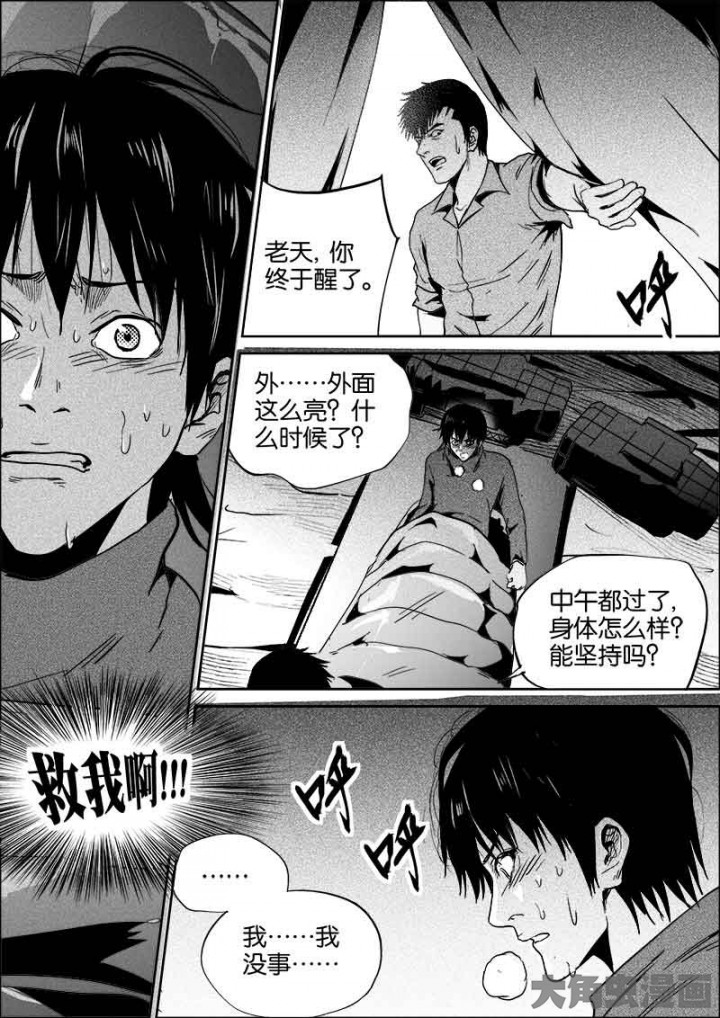 老天，你
终于醒了。
呼
外……外面
这么亮？什
么时候了？
中午都过了，
身体怎么样？
能坚持吗？
救我啊!!!
呼
呼
……
我……我
没事……
大角虫漫画